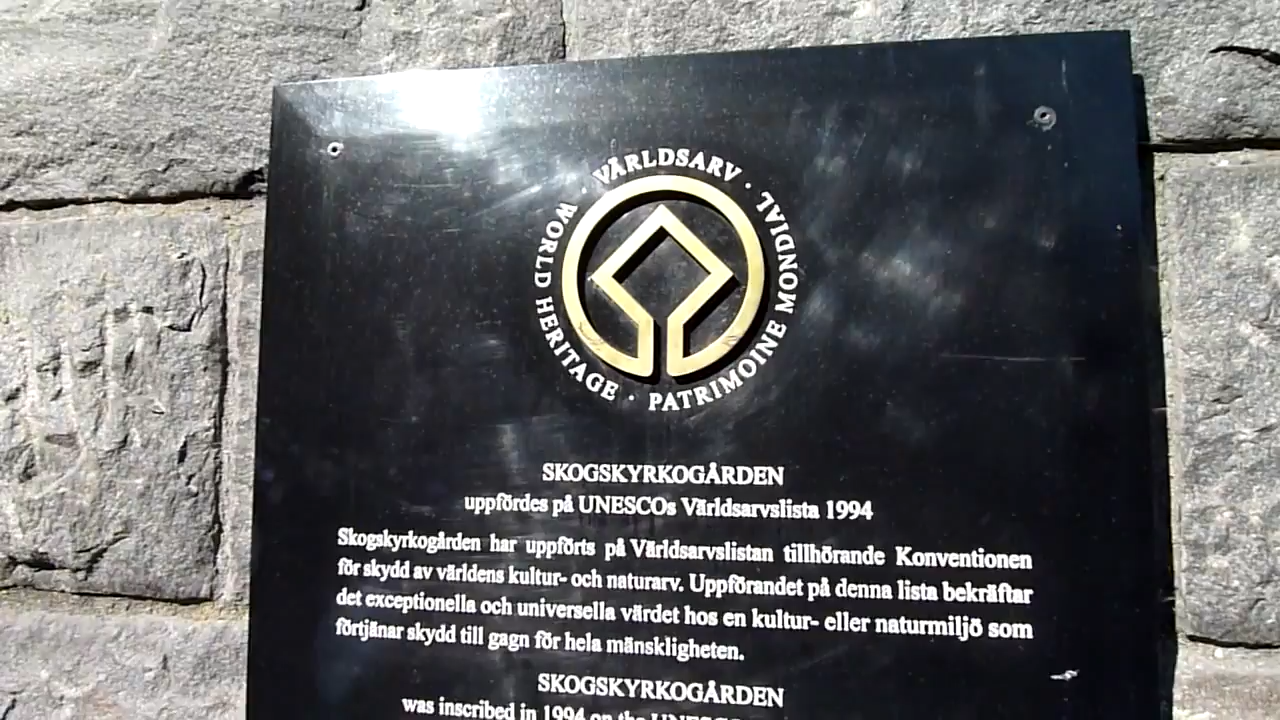 VÄRLDSARV · PATRIMOINE MONDIAL · WORLD HERITAGE
SKOGSKYRKOGÅRDEN
uppfördes på UNESCOs Världsarvslista 1994
Skogskyrkogården har uppförts på Världsarvslistan tillhörande Konventionen
för skydd av världens kultur- och naturarv. Uppförandet på denna lista bekräftar
det exceptionella och universella värdet hos en kultur- eller naturmiljö som
förtjänar skydd till gagn för hela mänskligheten.
SKOGSKYRKOGÅRDEN
was inscribed in 1994 on the UNESCO